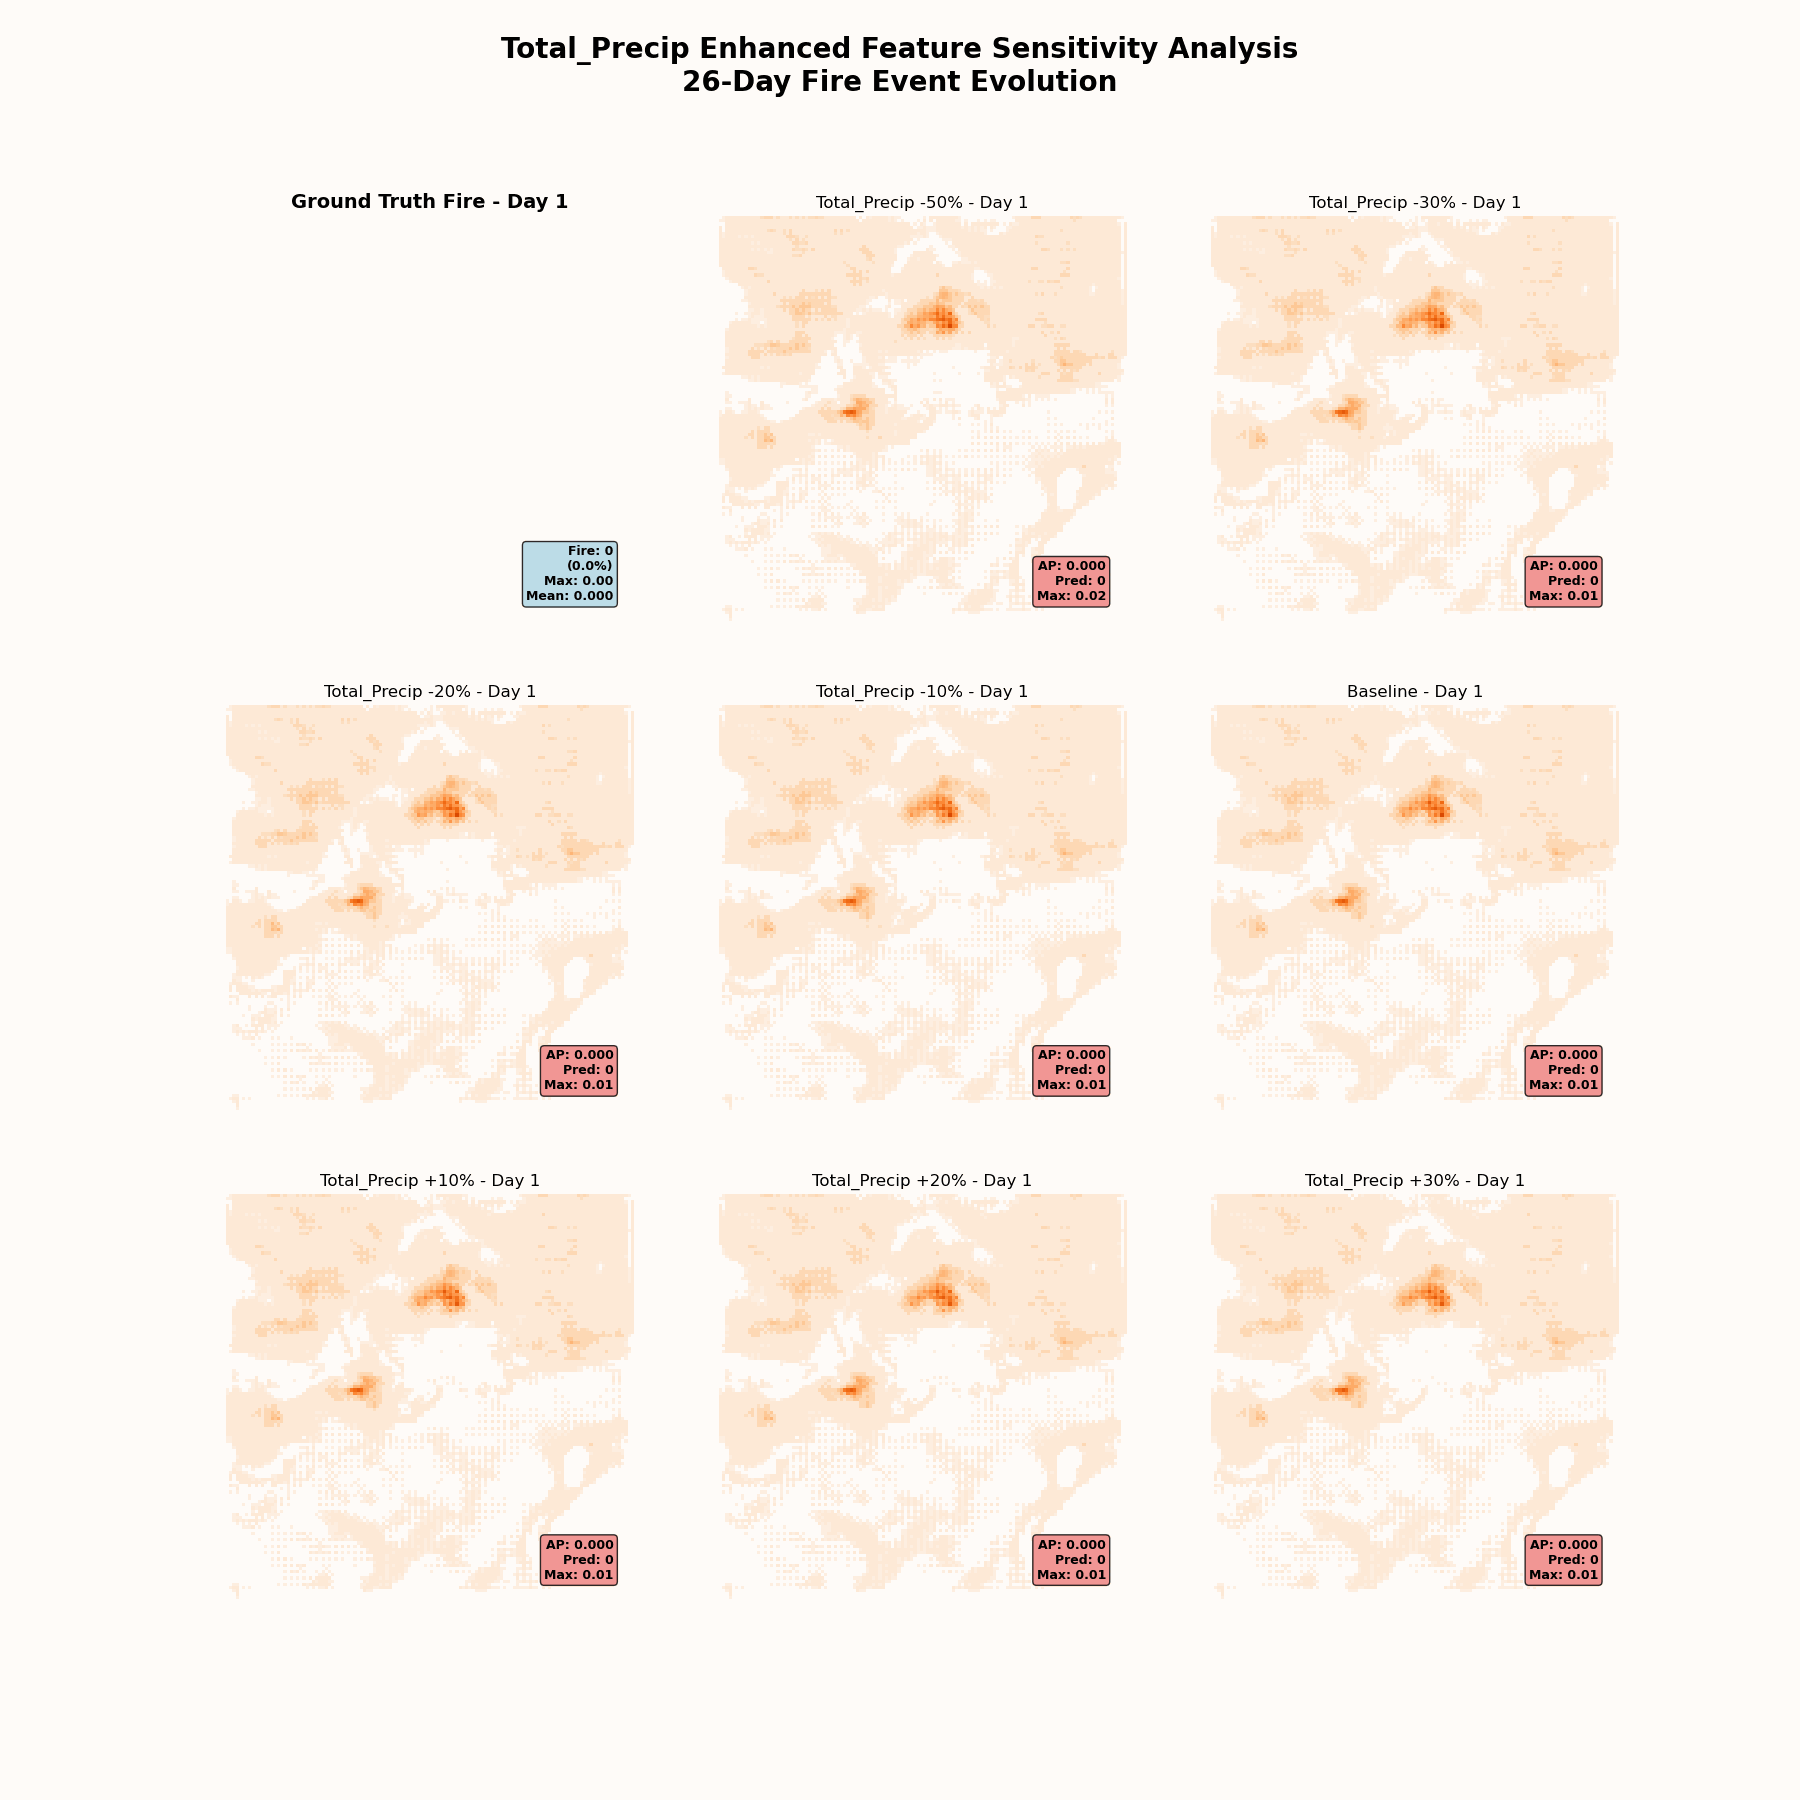 Total_Precip Enhanced Feature Sensitivity Analysis
26-Day Fire Event Evolution
Ground Truth Fire - Day 1
Fire: 0
(0.0%)
Max: 0.00
Mean: 0.000
Total_Precip -50% - Day 1
AP: 0.000
Pred: 0
Max: 0.02
Total_Precip -30% - Day 1
AP: 0.000
Pred: 0
Max: 0.01
Total_Precip -20% - Day 1
AP: 0.000
Pred: 0
Max: 0.01
Total_Precip -10% - Day 1
AP: 0.000
Pred: 0
Max: 0.01
Baseline - Day 1
AP: 0.000
Pred: 0
Max: 0.01
Total_Precip +10% - Day 1
AP: 0.000
Pred: 0
Max: 0.01
Total_Precip +20% - Day 1
AP: 0.000
Pred: 0
Max: 0.01
Total_Precip +30% - Day 1
AP: 0.000
Pred: 0
Max: 0.01